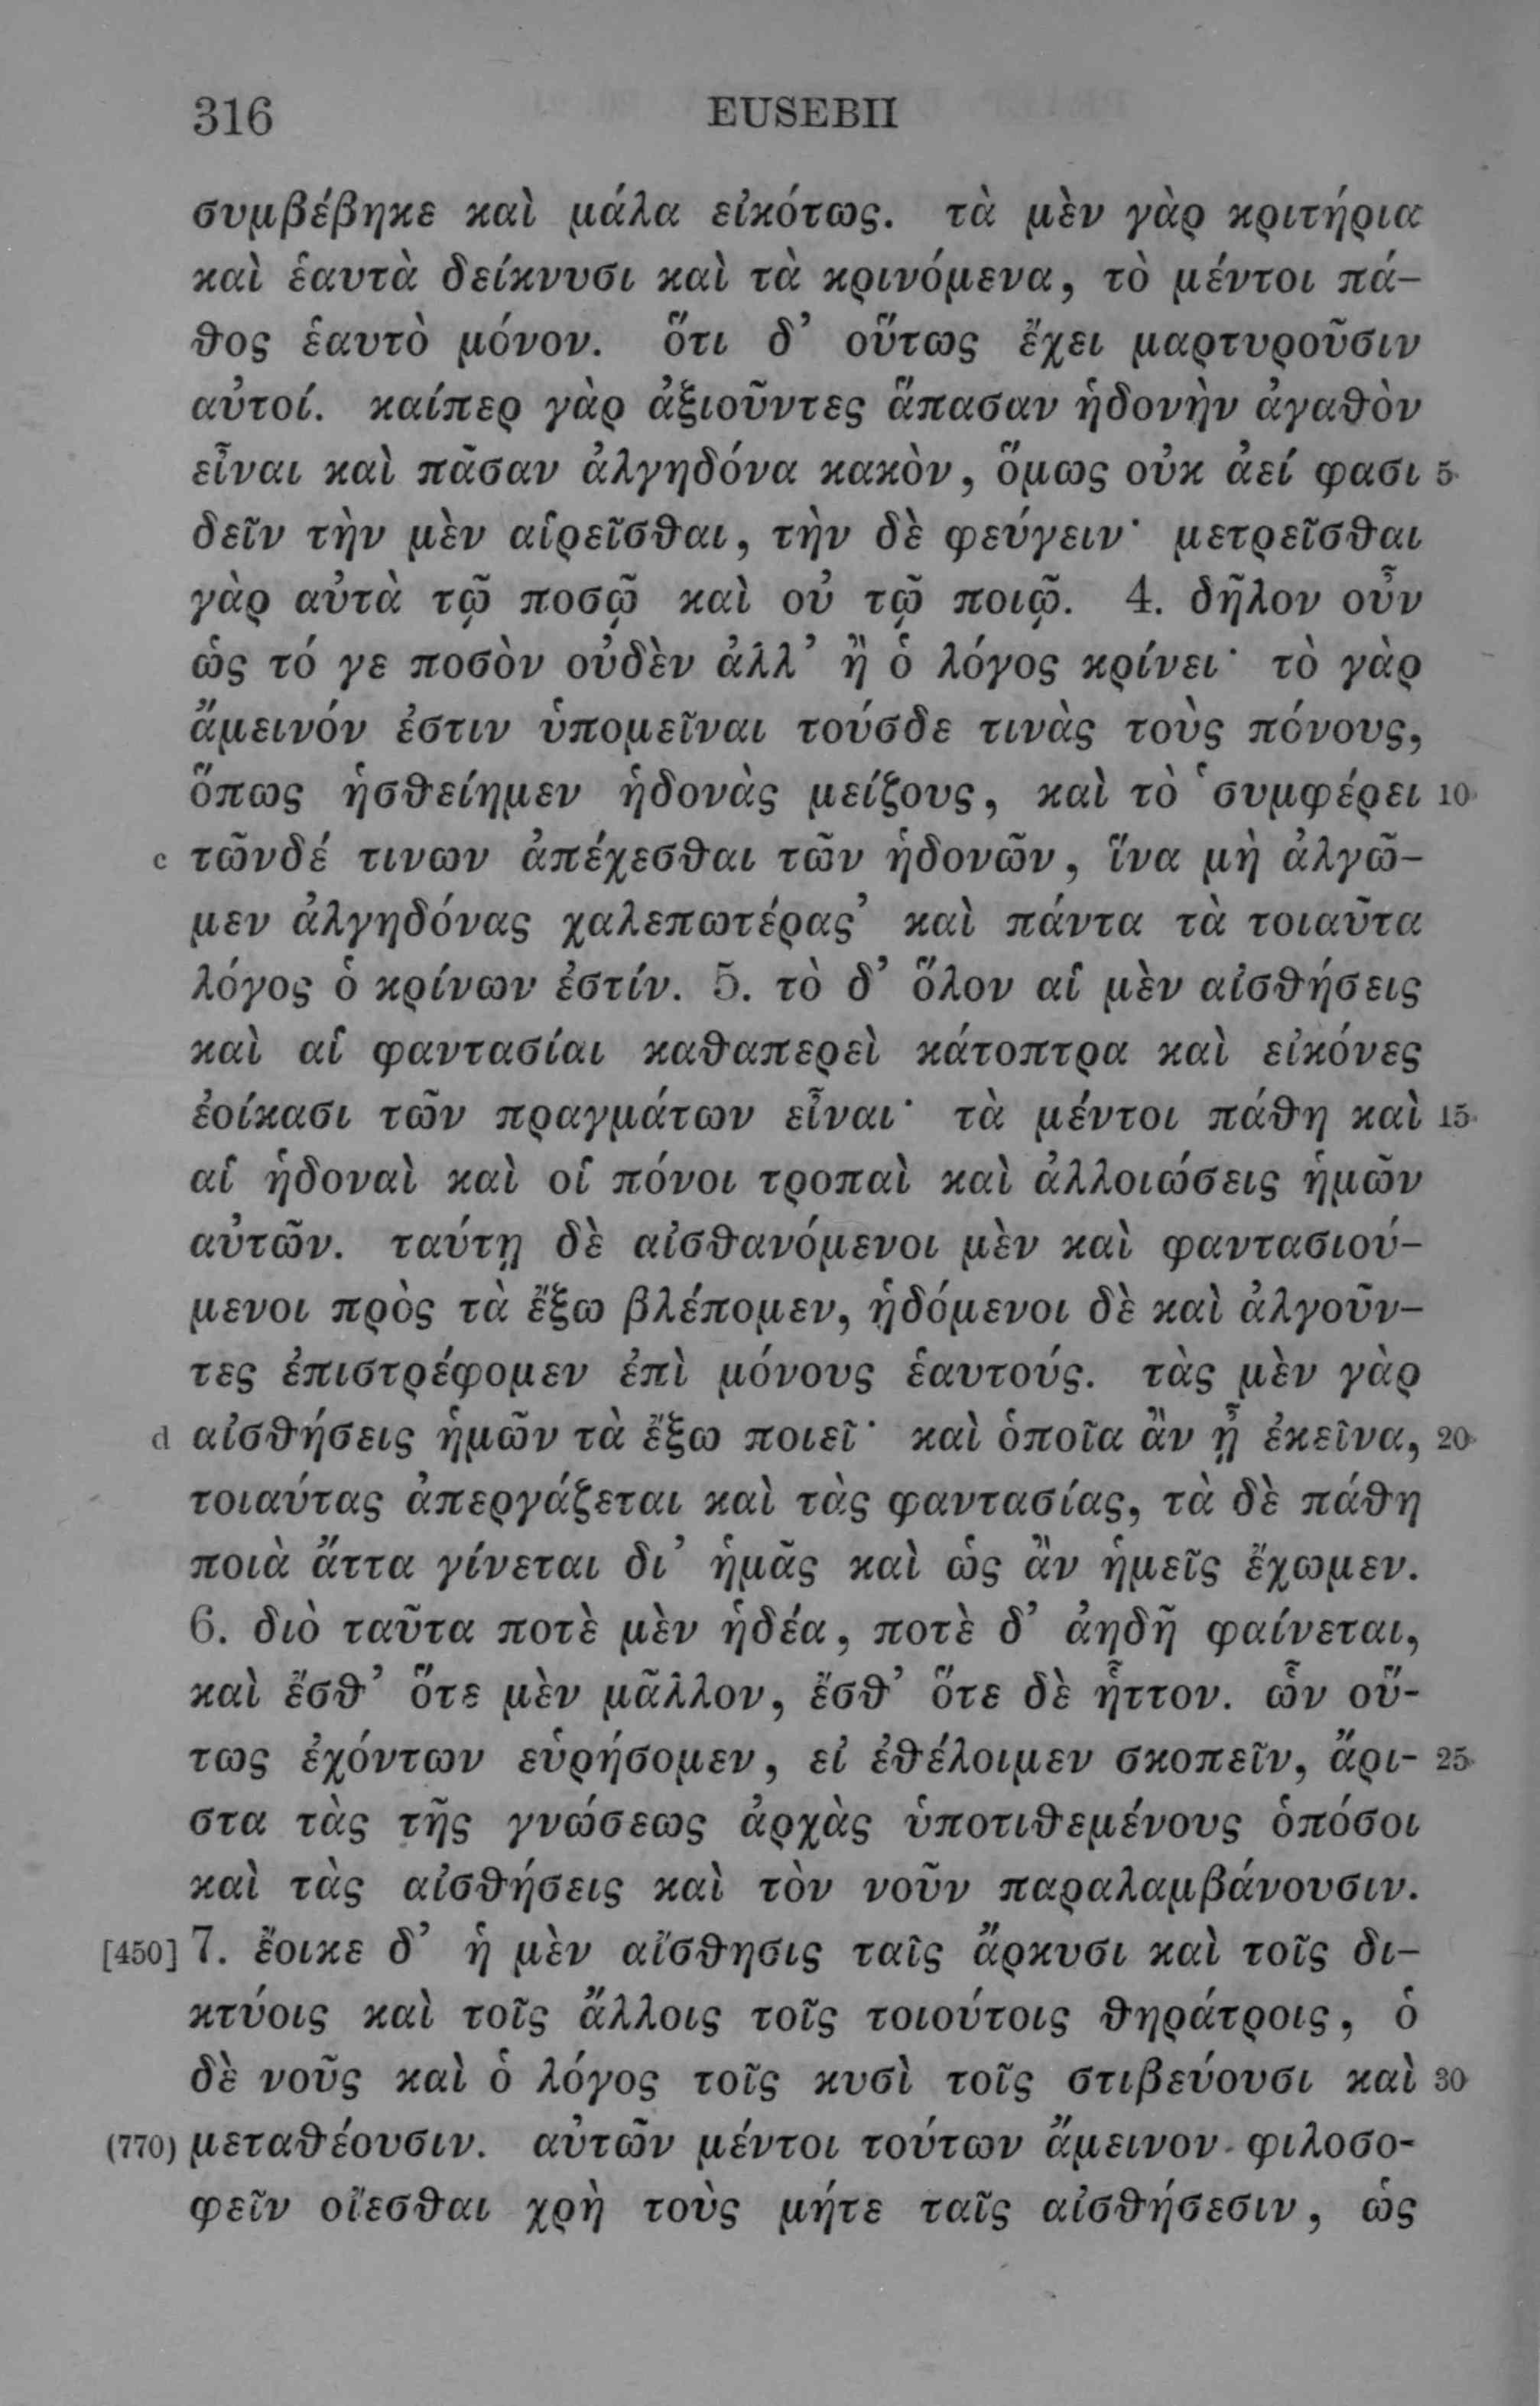 316 EUSEBII
συμβέβηκε καὶ μάλα εἰκότως. τὰ μὲν γὰρ κριτήρια
καὶ ἑαυτὰ δείκνυσι καὶ τὰ κρινόμενα, τὸ μέντοι πά-
θος ἑαυτὸ μόνον. ὅτι δ’ οὕτως ἔχει μαρτυροῦσιν
αὐτοί. καίπερ γὰρ ἀξιοῦντες ἅπασαν ἡδονὴν ἀγαθὸν
εἶναι καὶ πᾶσαν ἀλγηδόνα κακὸν, ὅμως οὐκ ἀεί φασι 5
δεῖν τὴν μὲν αἱρεῖσθαι, τὴν δὲ φεύγειν· μετρεῖσθαι
γὰρ αὐτὰ τῷ ποσῷ καὶ οὐ τῷ ποιῷ. 4. δῆλον οὖν
ὡς τό γε ποσὸν οὐδὲν ἀλλ’ ἢ ὁ λόγος κρίνει· τὸ γὰρ
ἄμεινόν ἐστιν ὑπομεῖναι τούσδε τινὰς τοὺς πόνους,
ὅπως ἡσθείημεν ἡδονὰς μείζους, καὶ τὸ ‘συμφέρει 10
c τῶνδέ τινων ἀπέχεσθαι τῶν ἡδονῶν, ἵνα μὴ ἀλγῶ-
μεν ἀλγηδόνας χαλεπωτέρας’ καὶ πάντα τὰ τοιαῦτα
λόγος ὁ κρίνων ἐστίν. 5. τὸ δ’ ὅλον αἱ μὲν αἰσθήσεις
καὶ αἱ φαντασίαι καθαπερεὶ κάτοπτρα καὶ εἰκόνες
ἐοίκασι τῶν πραγμάτων εἶναι· τὰ μέντοι πάθη καὶ 15
αἱ ἡδοναὶ καὶ οἱ πόνοι τροπαὶ καὶ ἀλλοιώσεις ἡμῶν
αὐτῶν. ταύτῃ δὲ αἰσθανόμενοι μὲν καὶ φαντασιού-
μενοι πρὸς τὰ ἔξω βλέπομεν, ἡδόμενοι δὲ καὶ ἀλγοῦν-
τες ἐπιστρέφομεν ἐπὶ μόνους ἑαυτούς. τὰς μὲν γὰρ
d αἰσθήσεις ἡμῶν τὰ ἔξω ποιεῖ· καὶ ὁποῖα ἂν ᾖ ἐκεῖνα, 20
τοιαύτας ἀπεργάζεται καὶ τὰς φαντασίας, τὰ δὲ πάθη
ποιὰ ἄττα γίνεται δι’ ἡμᾶς καὶ ὡς ἂν ἡμεῖς ἔχωμεν.
6. διὸ ταῦτα ποτὲ μὲν ἡδέα, ποτὲ δ’ ἀηδῆ φαίνεται,
καὶ ἔσθ’ ὅτε μὲν μᾶλλον, ἔσθ’ ὅτε δὲ ἧττον. ὧν οὕ-
τως ἐχόντων εὑρήσομεν, εἰ ἐθέλοιμεν σκοπεῖν, ἄρι- 25
στα τὰς τῆς γνώσεως ἀρχὰς ὑποτιθεμένους ὁπόσοι
καὶ τὰς αἰσθήσεις καὶ τὸν νοῦν παραλαμβάνουσιν.
[450] 7. ἔοικε δ’ ἡ μὲν αἴσθησις ταῖς ἄρκυσι καὶ τοῖς δι-
κτύοις καὶ τοῖς ἄλλοις τοῖς τοιούτοις θηράτροις, ὁ
δὲ νοῦς καὶ ὁ λόγος τοῖς κυσὶ τοῖς στιβεύουσι καὶ 30
(770) μεταθέουσιν. αὐτῶν μέντοι τούτων ἄμεινον φιλοσο-
φεῖν οἴεσθαι χρὴ τοὺς μήτε ταῖς αἰσθήσεσιν, ὡς